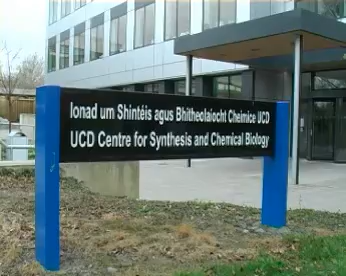 Ionad um Shintéis agus Bhitheolaíocht Cheimice UCD
UCD Centre for Synthesis and Chemical Biology